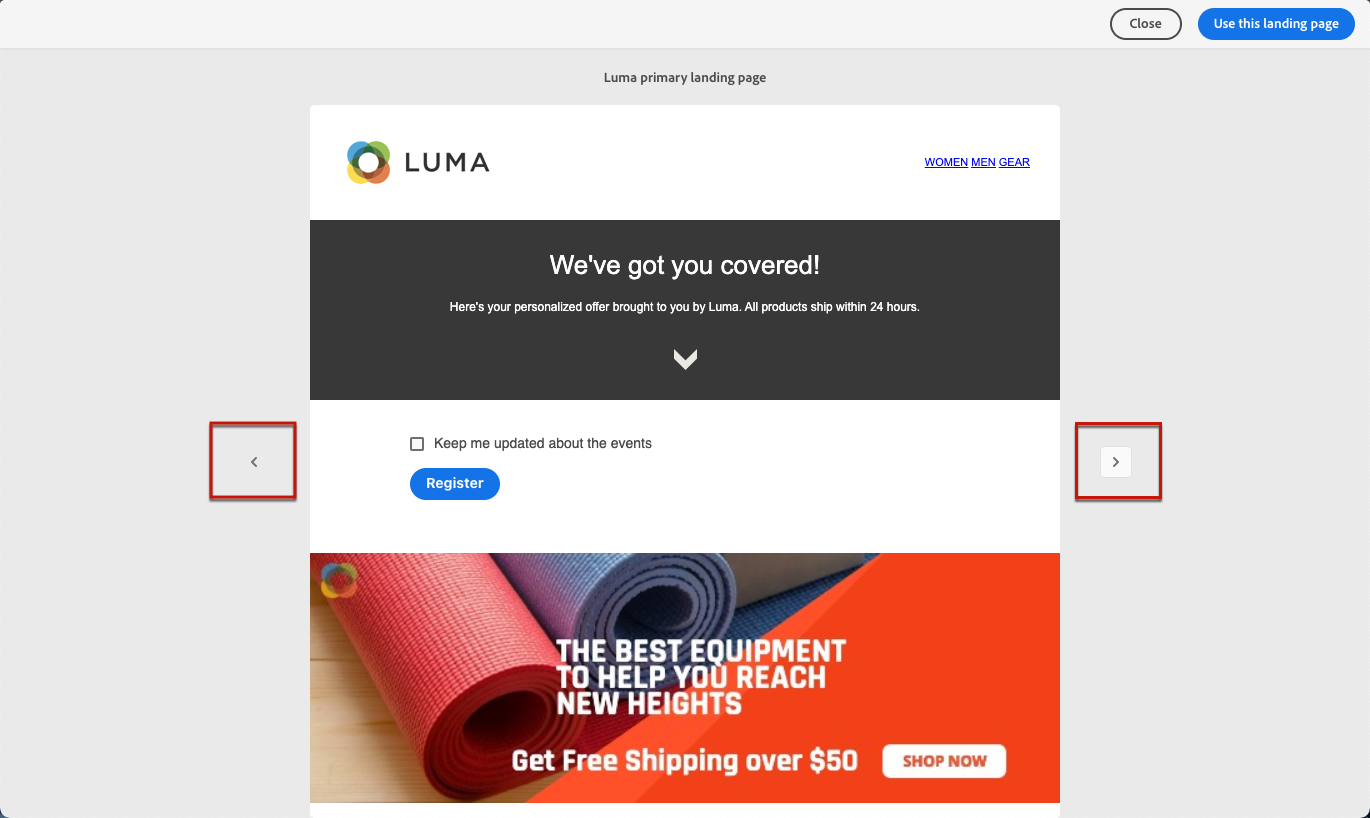 Close
Use this landing page
Luma primary landing page
LUMA
WOMEN MEN GEAR
We've got you covered!
Here's your personalized offer brought to you by Luma. All products ship within 24 hours.
Keep me updated about the events
Register
THE BEST EQUIPMENT
TO HELP YOU REACH
NEW HEIGHTS
Get Free Shipping over $50
SHOP NOW